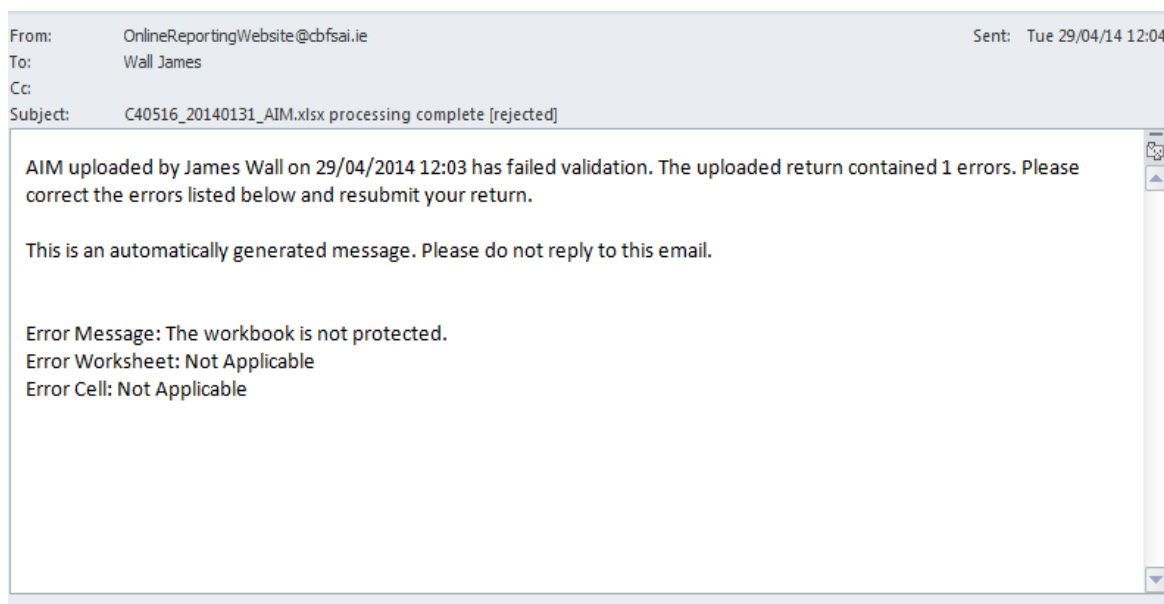 From: OnlineReportingWebsite@cbfsai.ie Sent: Tue 29/04/14 12:04
To: Wall James
Cc:
Subject: C40516_20140131_AIM.xlsx processing complete [rejected]
AIM uploaded by James Wall on 29/04/2014 12:03 has failed validation. The uploaded return contained 1 errors. Please
correct the errors listed below and resubmit your return.
This is an automatically generated message. Please do not reply to this email.
Error Message: The workbook is not protected.
Error Worksheet: Not Applicable
Error Cell: Not Applicable